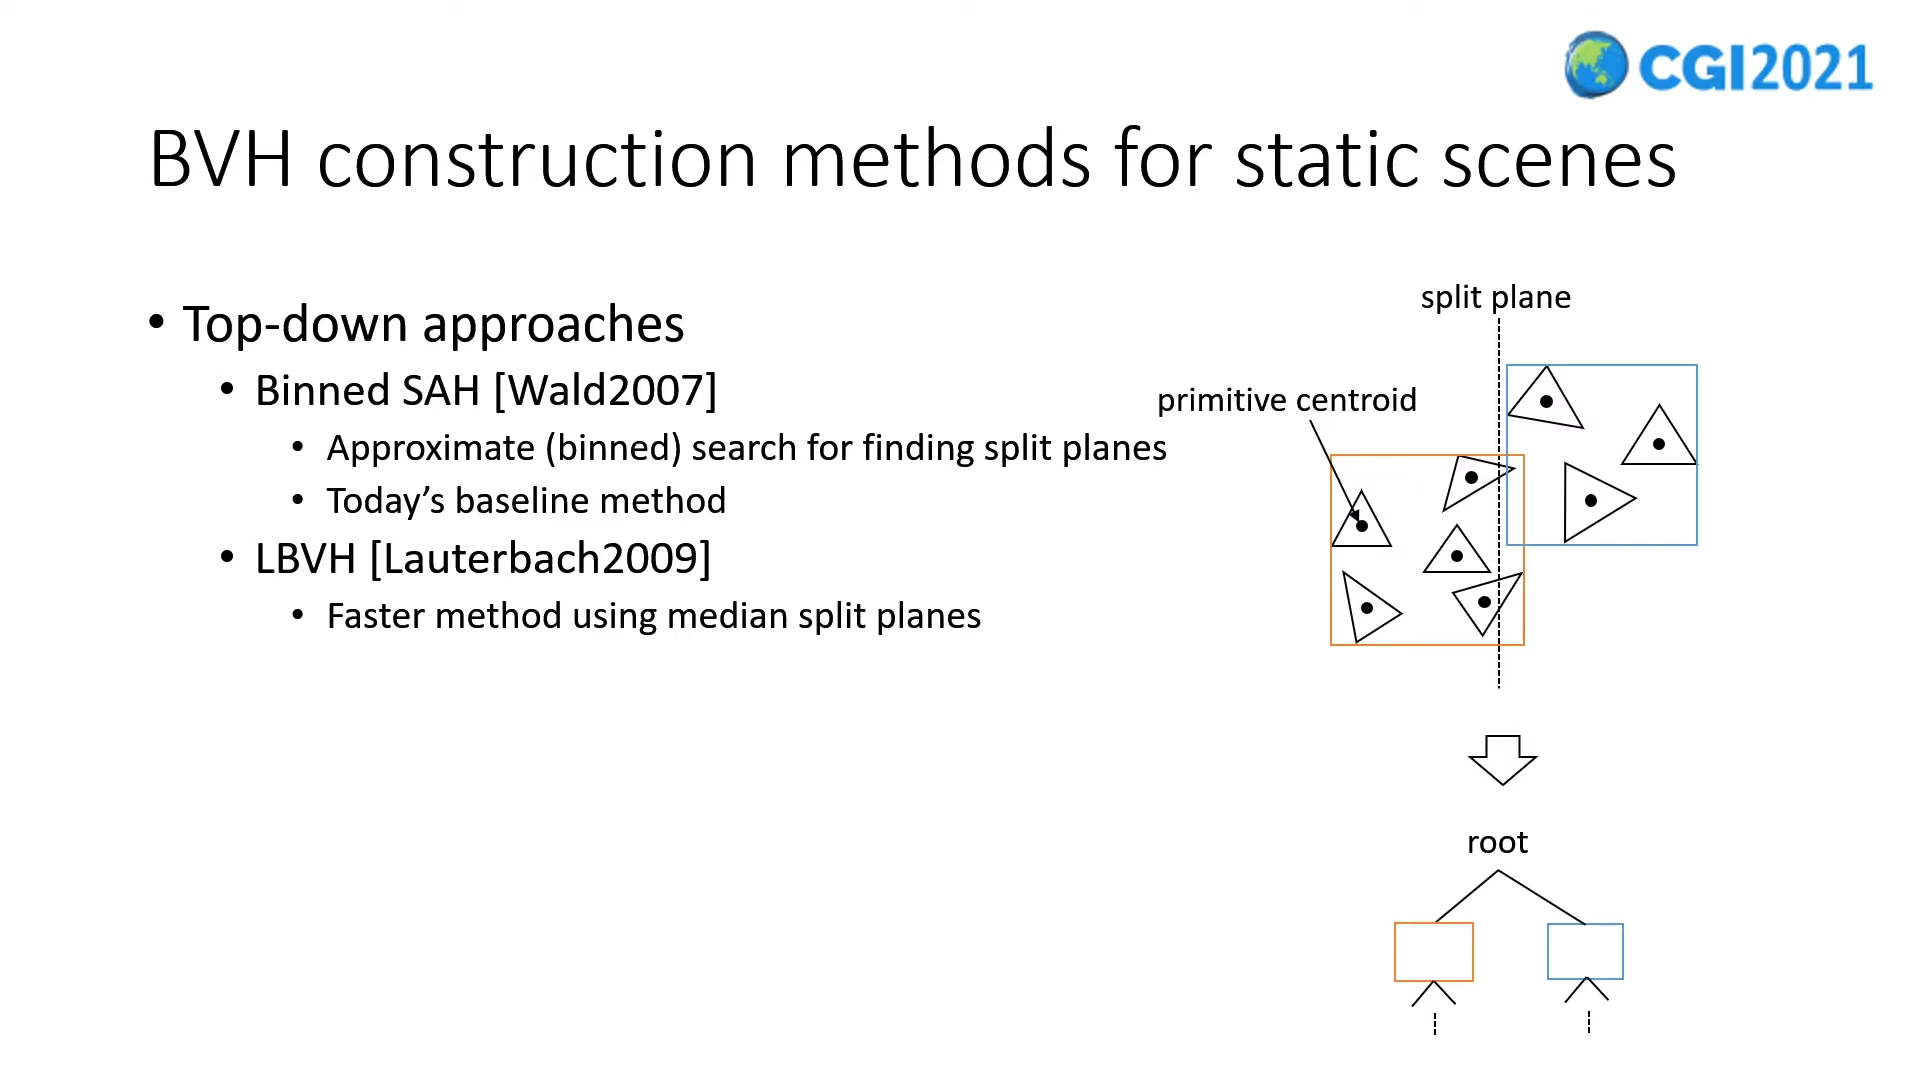 CGI2021
BVH construction methods for static scenes
• Top-down approaches
• Binned SAH [Wald2007]
• Approximate (binned) search for finding split planes
• Today’s baseline method
• LBVH [Lauterbach2009]
• Faster method using median split planes
split plane
primitive centroid
root